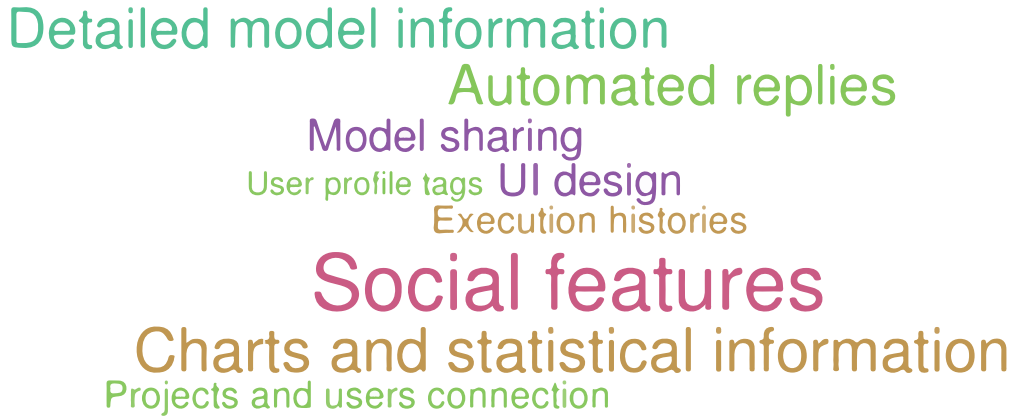 Detailed model information
Automated replies
Model sharing
User profile tags UI design
Execution histories
Social features
Charts and statistical information
Projects and users connection